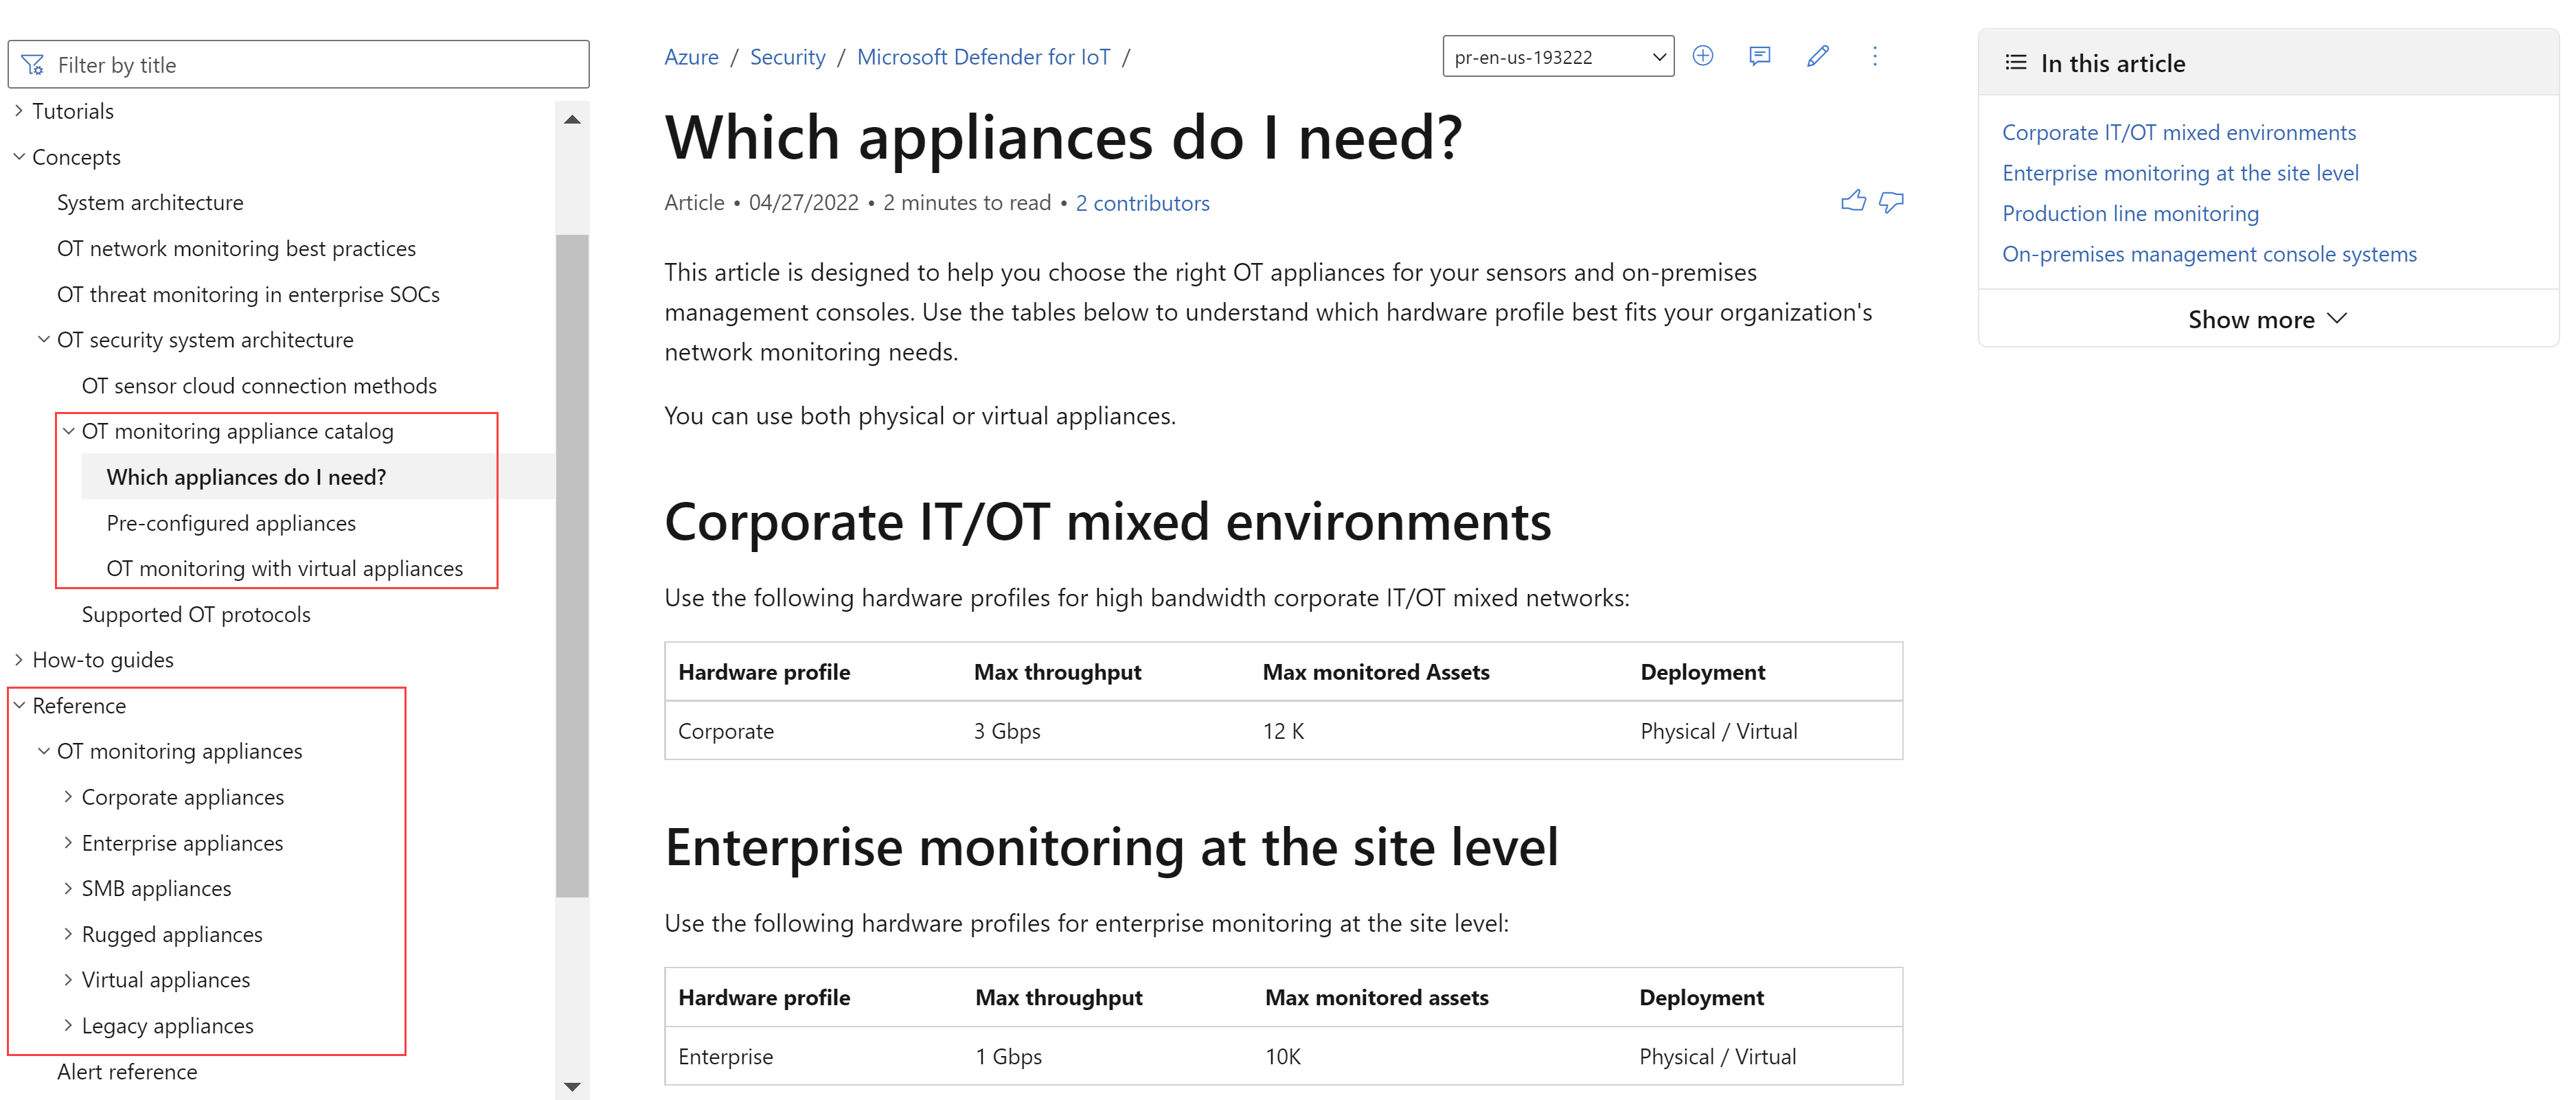 Filter by title
Tutorials
Concepts
System architecture
OT network monitoring best practices
OT threat monitoring in enterprise SOCs
OT security system architecture
OT sensor cloud connection methods
OT monitoring appliance catalog
Which appliances do I need?
Pre-configured appliances
OT monitoring with virtual appliances
Supported OT protocols
How-to guides
Reference
OT monitoring appliances
Corporate appliances
Enterprise appliances
SMB appliances
Rugged appliances
Virtual appliances
Legacy appliances
Alert reference
Azure / Security / Microsoft Defender for IoT /
pr-en-us-193222
Which appliances do I need?
Article • 04/27/2022 • 2 minutes to read • 2 contributors
This article is designed to help you choose the right OT appliances for your sensors and on-premises
management consoles. Use the tables below to understand which hardware profile best fits your organization's
network monitoring needs.
You can use both physical or virtual appliances.
Corporate IT/OT mixed environments
Use the following hardware profiles for high bandwidth corporate IT/OT mixed networks:
Hardware profile Max throughput Max monitored Assets Deployment
Corporate 3 Gbps 12 K Physical / Virtual
Enterprise monitoring at the site level
Use the following hardware profiles for enterprise monitoring at the site level:
Hardware profile Max throughput Max monitored assets Deployment
Enterprise 1 Gbps 10K Physical / Virtual
In this article
Corporate IT/OT mixed environments
Enterprise monitoring at the site level
Production line monitoring
On-premises management console systems
Show more